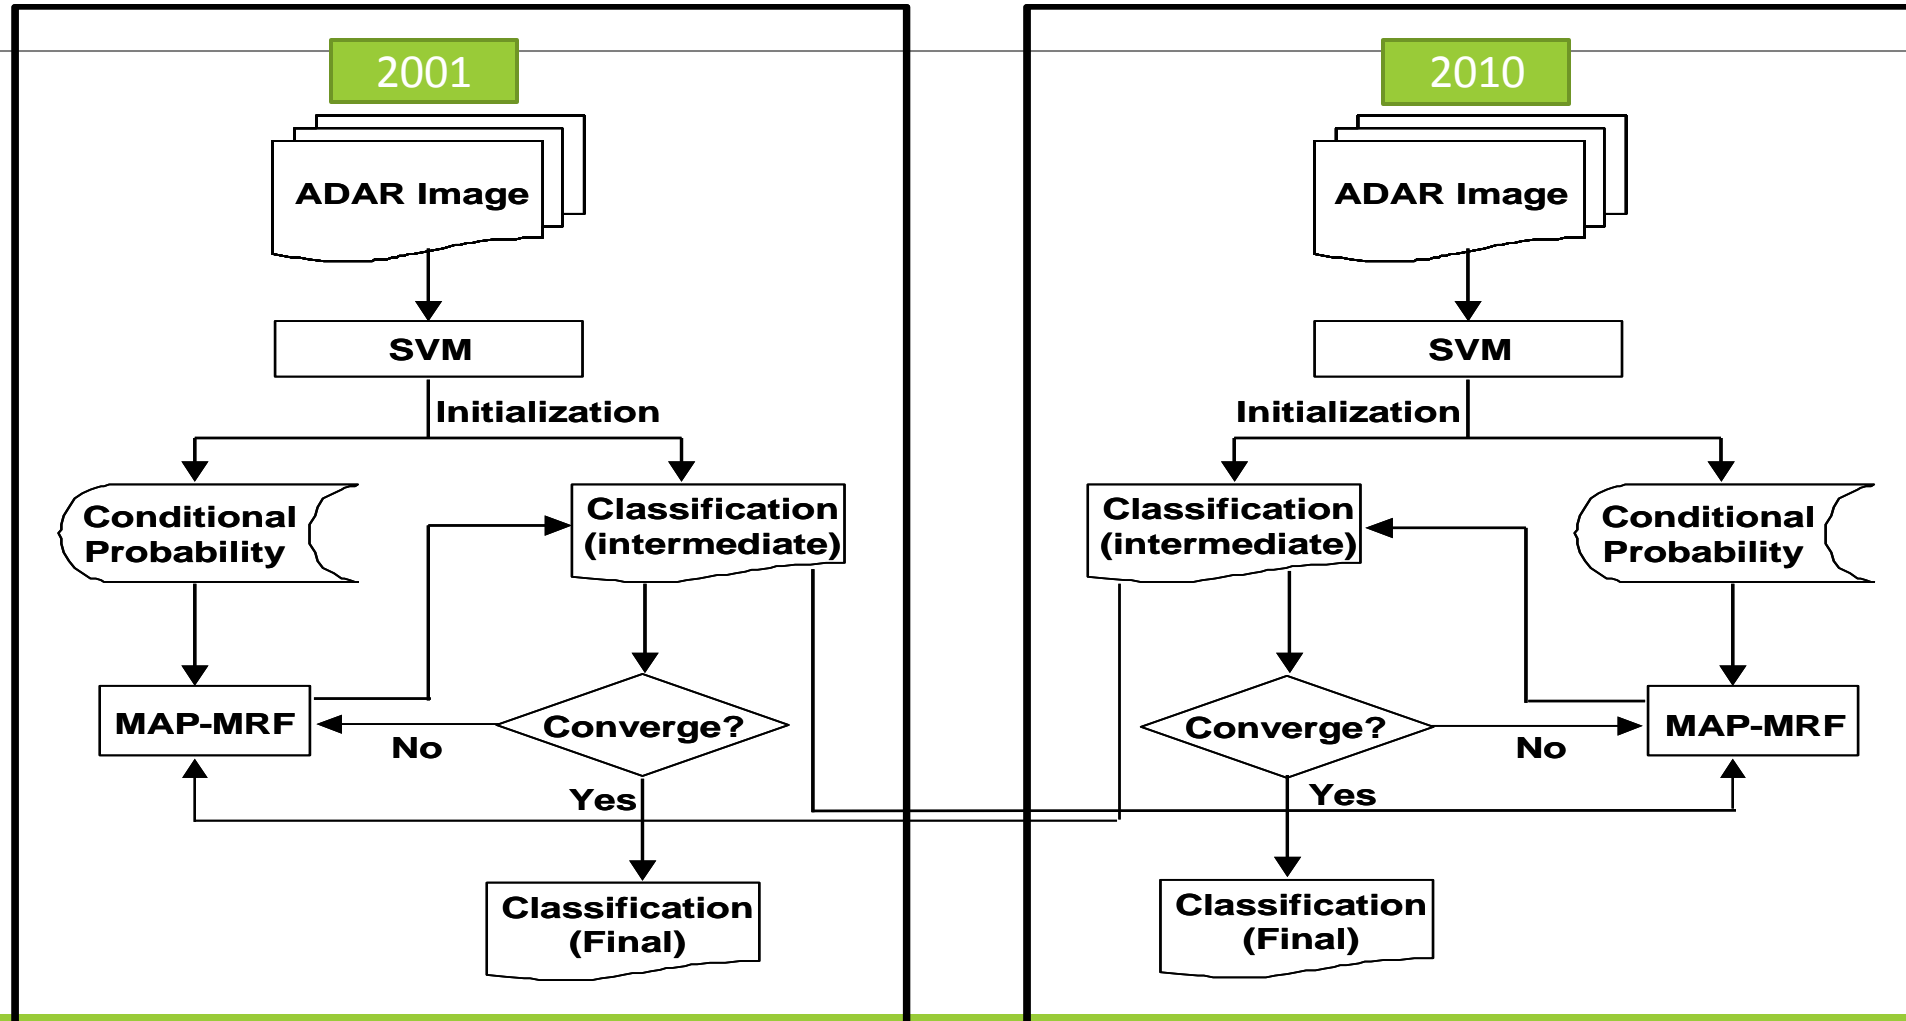 2001
ADAR Image
SVM
Initialization
Conditional
Probability
Classification
(intermediate)
MAP-MRF
Converge?
No
Yes
Classification
(Final)
2010
ADAR Image
SVM
Initialization
Classification
(intermediate)
Conditional
Probability
Converge?
No
MAP-MRF
Yes
Classification
(Final)